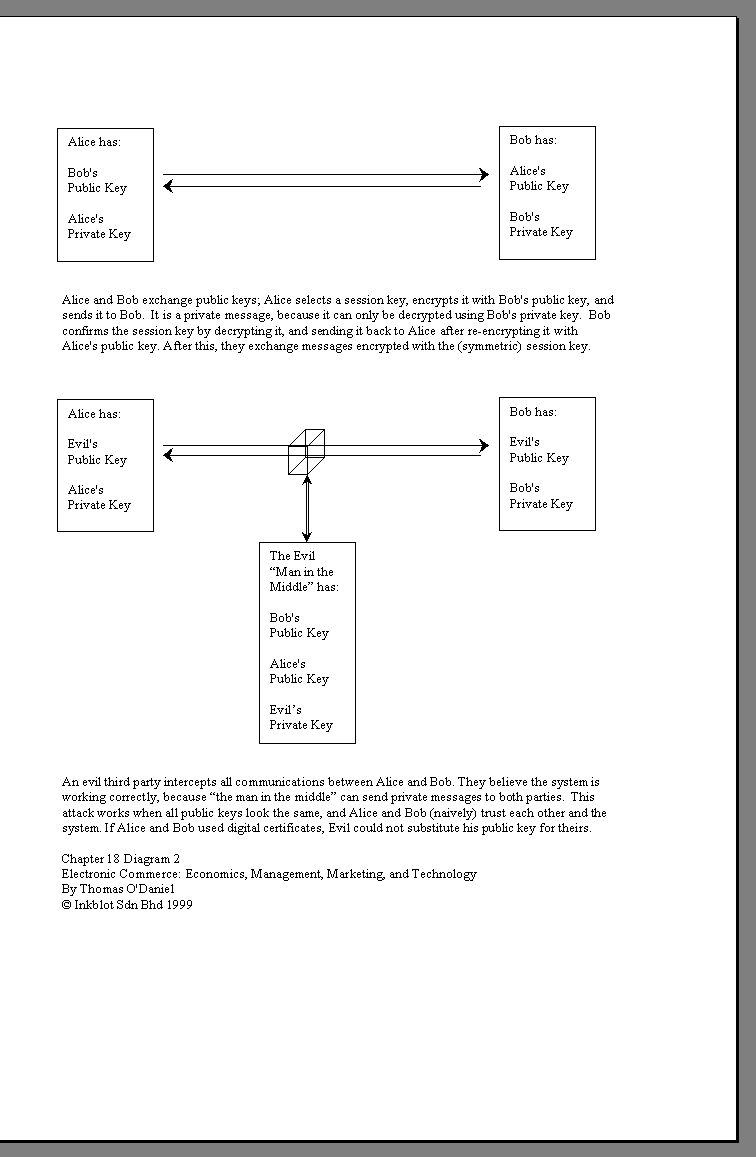 Alice has:
Bob's
Public Key
Alice's
Private Key
Bob has:
Alice's
Public Key
Bob's
Private Key
Alice and Bob exchange public keys; Alice selects a session key, encrypts it with Bob's public key, and
sends it to Bob.  It is a private message, because it can only be decrypted using Bob's private key.  Bob
confirms the session key by decrypting it, and sending it back to Alice after re-encrypting it with
Alice's public key. After this, they exchange messages encrypted with the (symmetric) session key.
Alice has:
Evil's
Public Key
Alice's
Private Key
Bob has:
Evil's
Public Key
Bob's
Private Key
The Evil
“Man in the
Middle” has:
Bob's
Public Key
Alice's
Public Key
Evil’s
Private Key
An evil third party intercepts all communications between Alice and Bob. They believe the system is
working correctly, because “the man in the middle” can send private messages to both parties.  This
attack works when all public keys look the same, and Alice and Bob (naively) trust each other and the
system. If Alice and Bob used digital certificates, Evil could not substitute his public key for theirs.
Chapter 18 Diagram 2
Electronic Commerce: Economics, Management, Marketing, and Technology
By Thomas O'Daniel
© Inkblot Sdn Bhd 1999